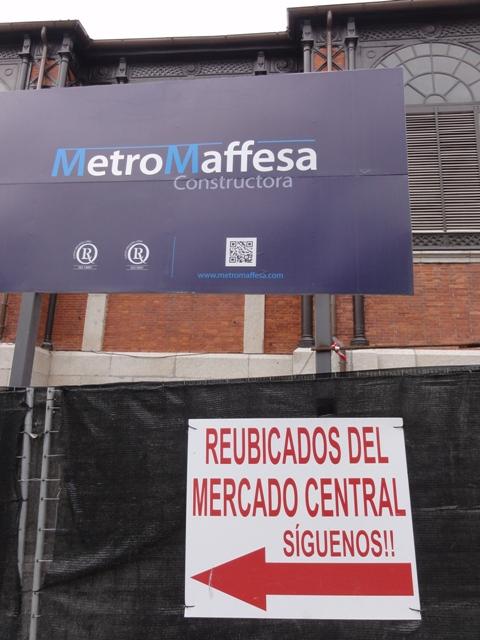 MetroMaffesa
Constructora
R R
www.metromaffesa.com
REUBICADOS DEL
MERCADO CENTRAL
SÍGUENOS!!